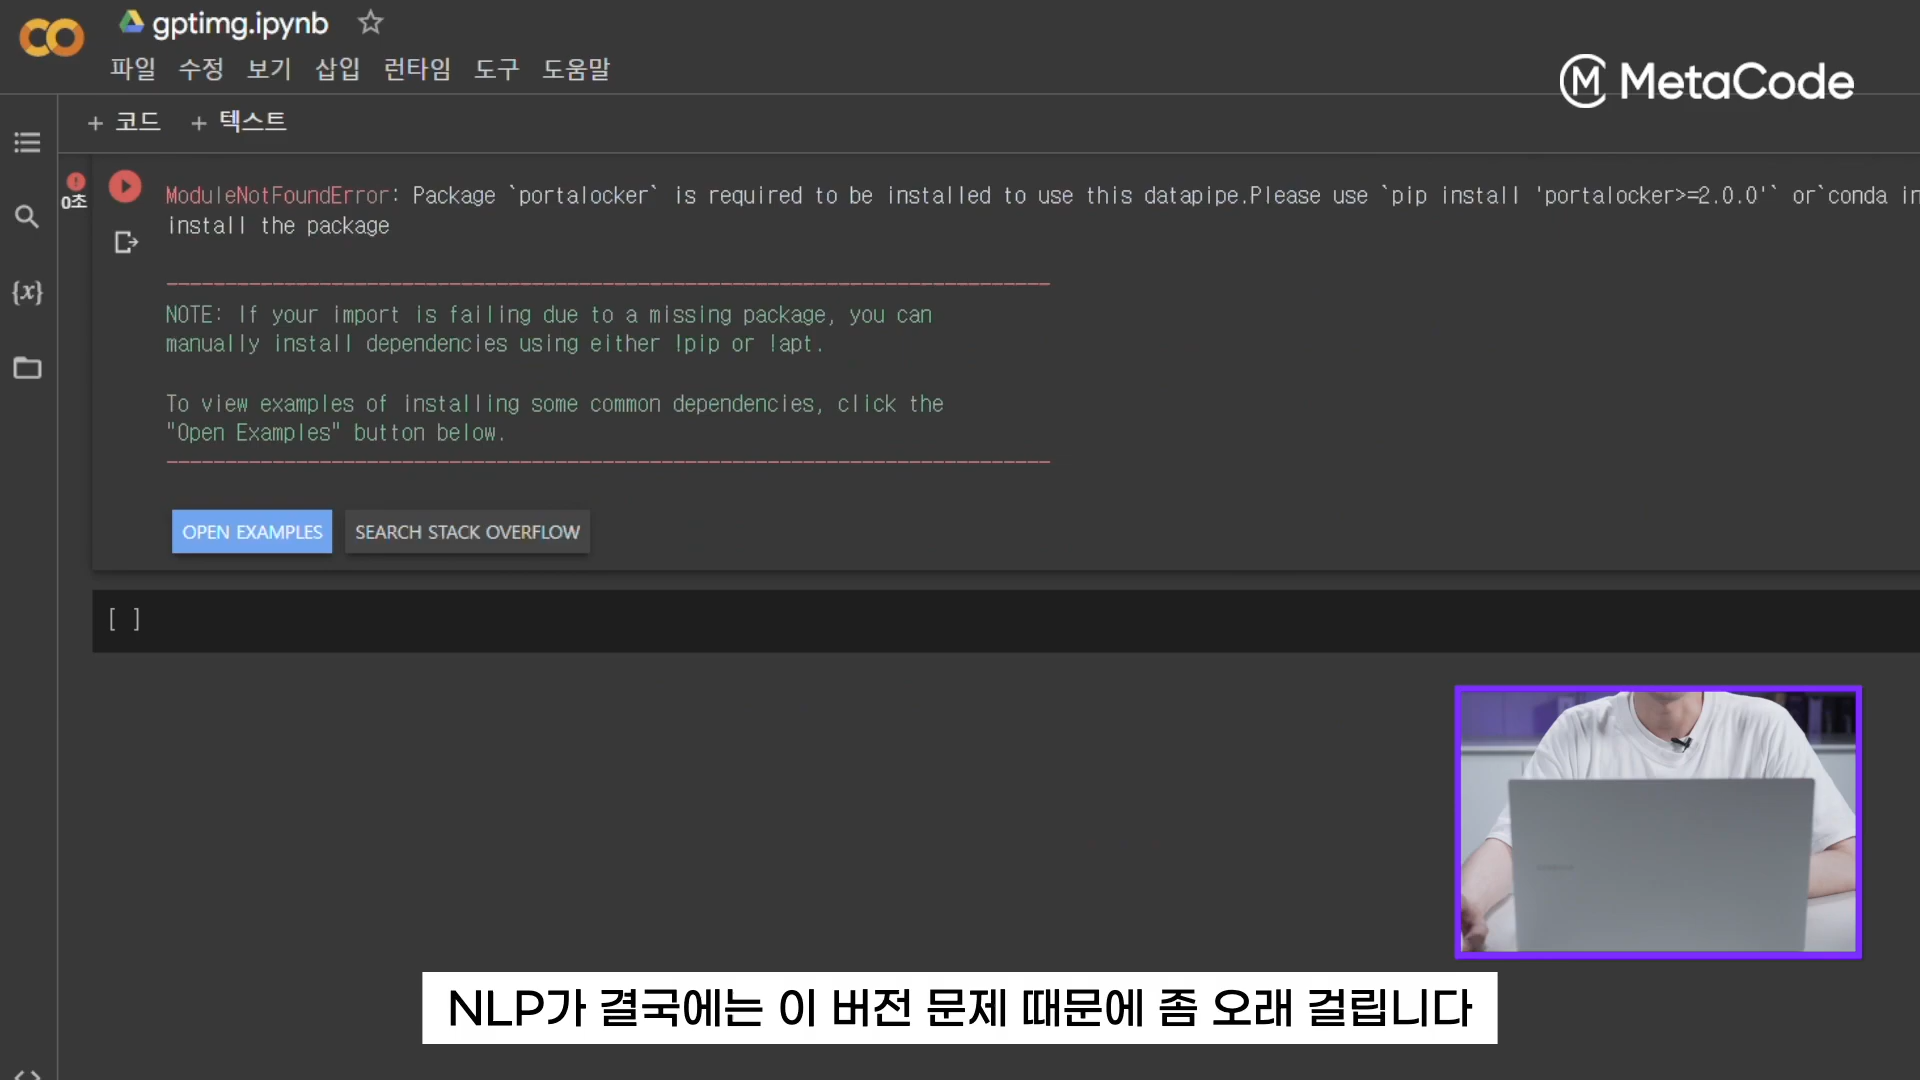 gptimg.ipynb
파일 수정 보기 삽입 런타임 도구 도움말
MetaCode
+ 코드 + 텍스트
0초
ModuleNotFoundError: Package `portalocker` is required to be installed to use this datapipe.Please use `pip install 'portalocker>=2.0.0'` or`conda in
install the package
NOTE: If your import is failing due to a missing package, you can
manually install dependencies using either !pip or !apt.
To view examples of installing some common dependencies, click the
"Open Examples" button below.
OPEN EXAMPLES SEARCH STACK OVERFLOW
[ ]
NLP가 결국에는 이 버전 문제 때문에 좀 오래 걸립니다